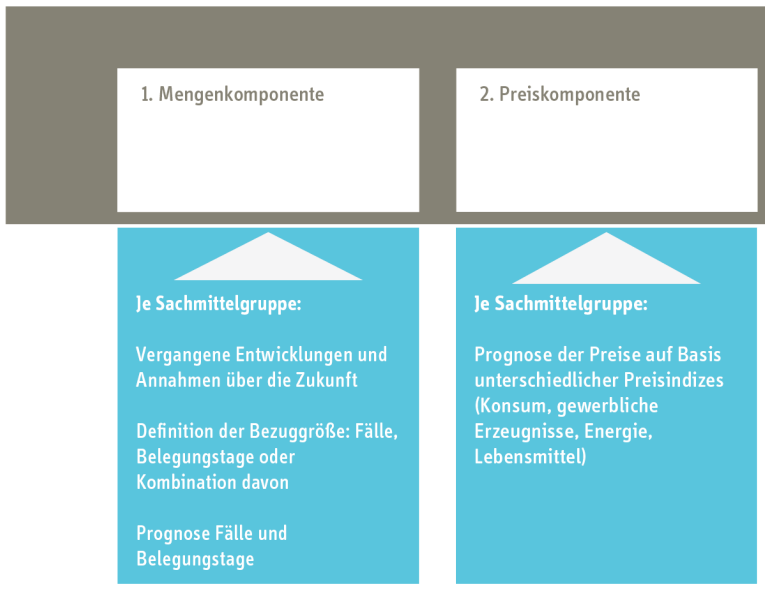 1. Mengenkomponente
2. Preiskomponente
Je Sachmittelgruppe:
Vergangene Entwicklungen und
Annahmen über die Zukunft
Definition der Bezuggröße: Fälle,
Belegungstage oder
Kombination davon
Prognose Fälle und
Belegungstage
Je Sachmittelgruppe:
Prognose der Preise auf Basis
unterschiedlicher Preisindizes
(Konsum, gewerbliche
Erzeugnisse, Energie,
Lebensmittel)